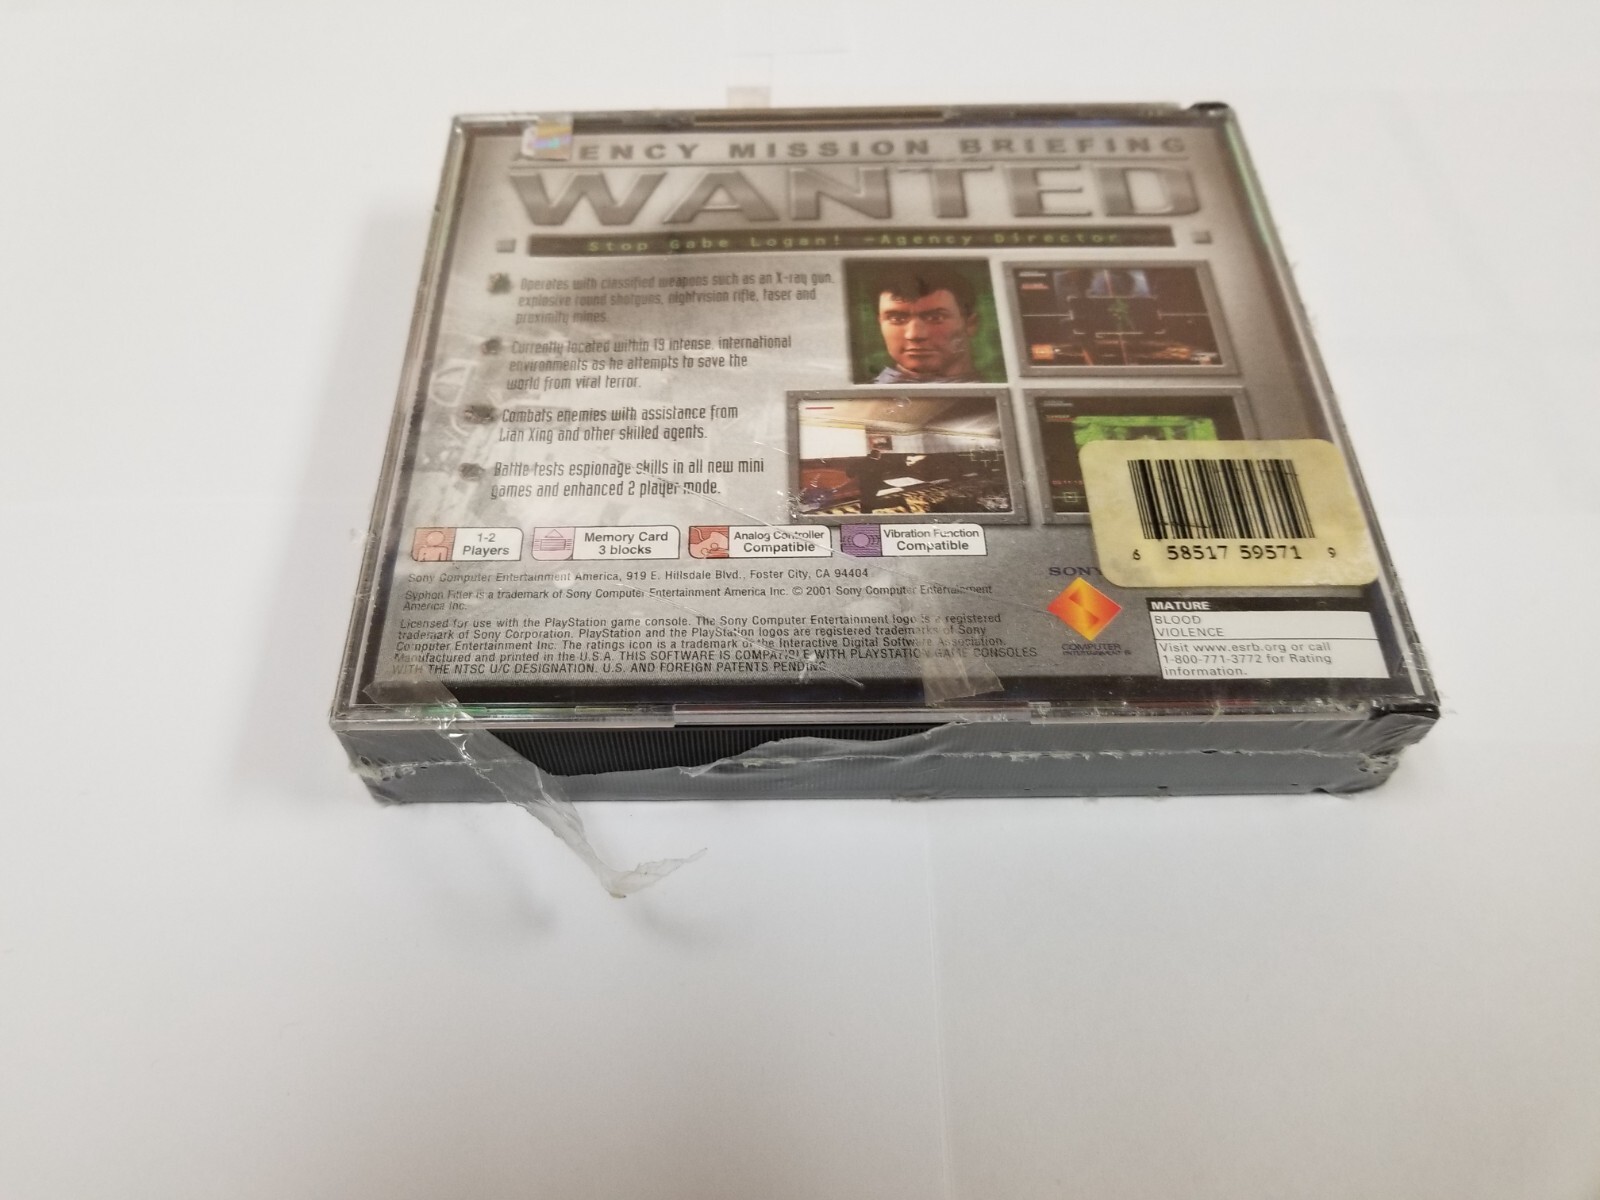 AGENCY MISSION BRIEFING
WANTED
Stop Gabe Logan! -Agency Director
Operates with classified weapons such as an X-ray gun,
explosive round shotguns, nightvision rifle, taser and
proximity mines.
Currently located within 19 intense, international
environments as he attempts to save the
world from viral terror.
Combats enemies with assistance from
Lian Xing and other skilled agents.
Battle tests espionage skills in all new mini
games and enhanced 2 player mode.
1-2
Players
Memory Card
3 blocks
Analog Controller
Compatible
Vibration Function
Compatible
6 58517 59571 9
Sony Computer Entertainment America, 919 E. Hillsdale Blvd., Foster City, CA 94404
Syphon Filter is a trademark of Sony Computer Entertainment America Inc. © 2001 Sony Computer Entertainment
America Inc.
Licensed for use with the PlayStation game console. The Sony Computer Entertainment logo is a registered
trademark of Sony Corporation. PlayStation and the PlayStation logos are registered trademarks of Sony
Computer Entertainment Inc. The ratings icon is a trademark of the Interactive Digital Software Association.
Manufactured and printed in the U.S.A. THIS SOFTWARE IS COMPATIBLE WITH PLAYSTATION GAME CONSOLES
WITH THE NTSC U/C DESIGNATION. U.S. AND FOREIGN PATENTS PENDING
SONY
COMPUTER
ENTERTAINMENT
MATURE
BLOOD
VIOLENCE
Visit www.esrb.org or call
1-800-771-3772 for Rating
information.